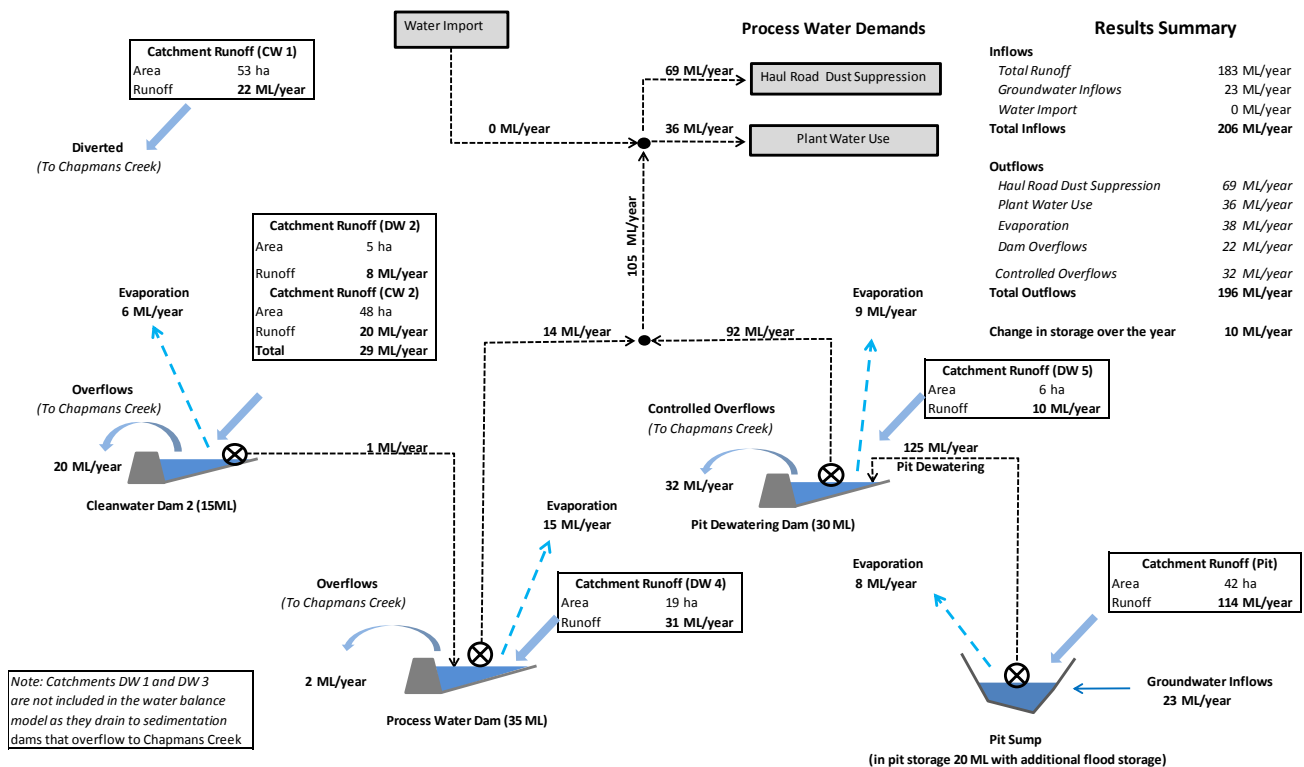 Water Import
Process Water Demands
Results Summary
Catchment Runoff (CW 1)
Area 53 ha
Runoff 22 ML/year
Diverted
(To Chapmans Creek)
0 ML/year
69 ML/year
Haul Road Dust Suppression
36 ML/year
Plant Water Use
105 ML/year
Inflows
Total Runoff 183 ML/year
Groundwater Inflows 23 ML/year
Water Import 0 ML/year
Total Inflows 206 ML/year
Outflows
Haul Road Dust Suppression 69 ML/year
Plant Water Use 36 ML/year
Evaporation 38 ML/year
Dam Overflows 22 ML/year
Controlled Overflows 32 ML/year
Total Outflows 196 ML/year
Change in storage over the year 10 ML/year
Catchment Runoff (DW 2)
Area 5 ha
Runoff 8 ML/year
Catchment Runoff (CW 2)
Area 48 ha
Runoff 20 ML/year
Total 29 ML/year
Evaporation
6 ML/year
Overflows
(To Chapmans Creek)
20 ML/year
Cleanwater Dam 2 (15ML)
1 ML/year
14 ML/year
92 ML/year
Evaporation
9 ML/year
Catchment Runoff (DW 5)
Area 6 ha
Runoff 10 ML/year
Controlled Overflows
(To Chapmans Creek)
32 ML/year
Pit Dewatering Dam (30 ML)
125 ML/year
Pit Dewatering
Evaporation
15 ML/year
Overflows
(To Chapmans Creek)
2 ML/year
Process Water Dam (35 ML)
Catchment Runoff (DW 4)
Area 19 ha
Runoff 31 ML/year
Evaporation
8 ML/year
Catchment Runoff (Pit)
Area 42 ha
Runoff 114 ML/year
Groundwater Inflows
23 ML/year
Pit Sump
(in pit storage 20 ML with additional flood storage)
Note: Catchments DW 1 and DW 3
are not included in the water balance
model as they drain to sedimentation
dams that overflow to Chapmans Creek